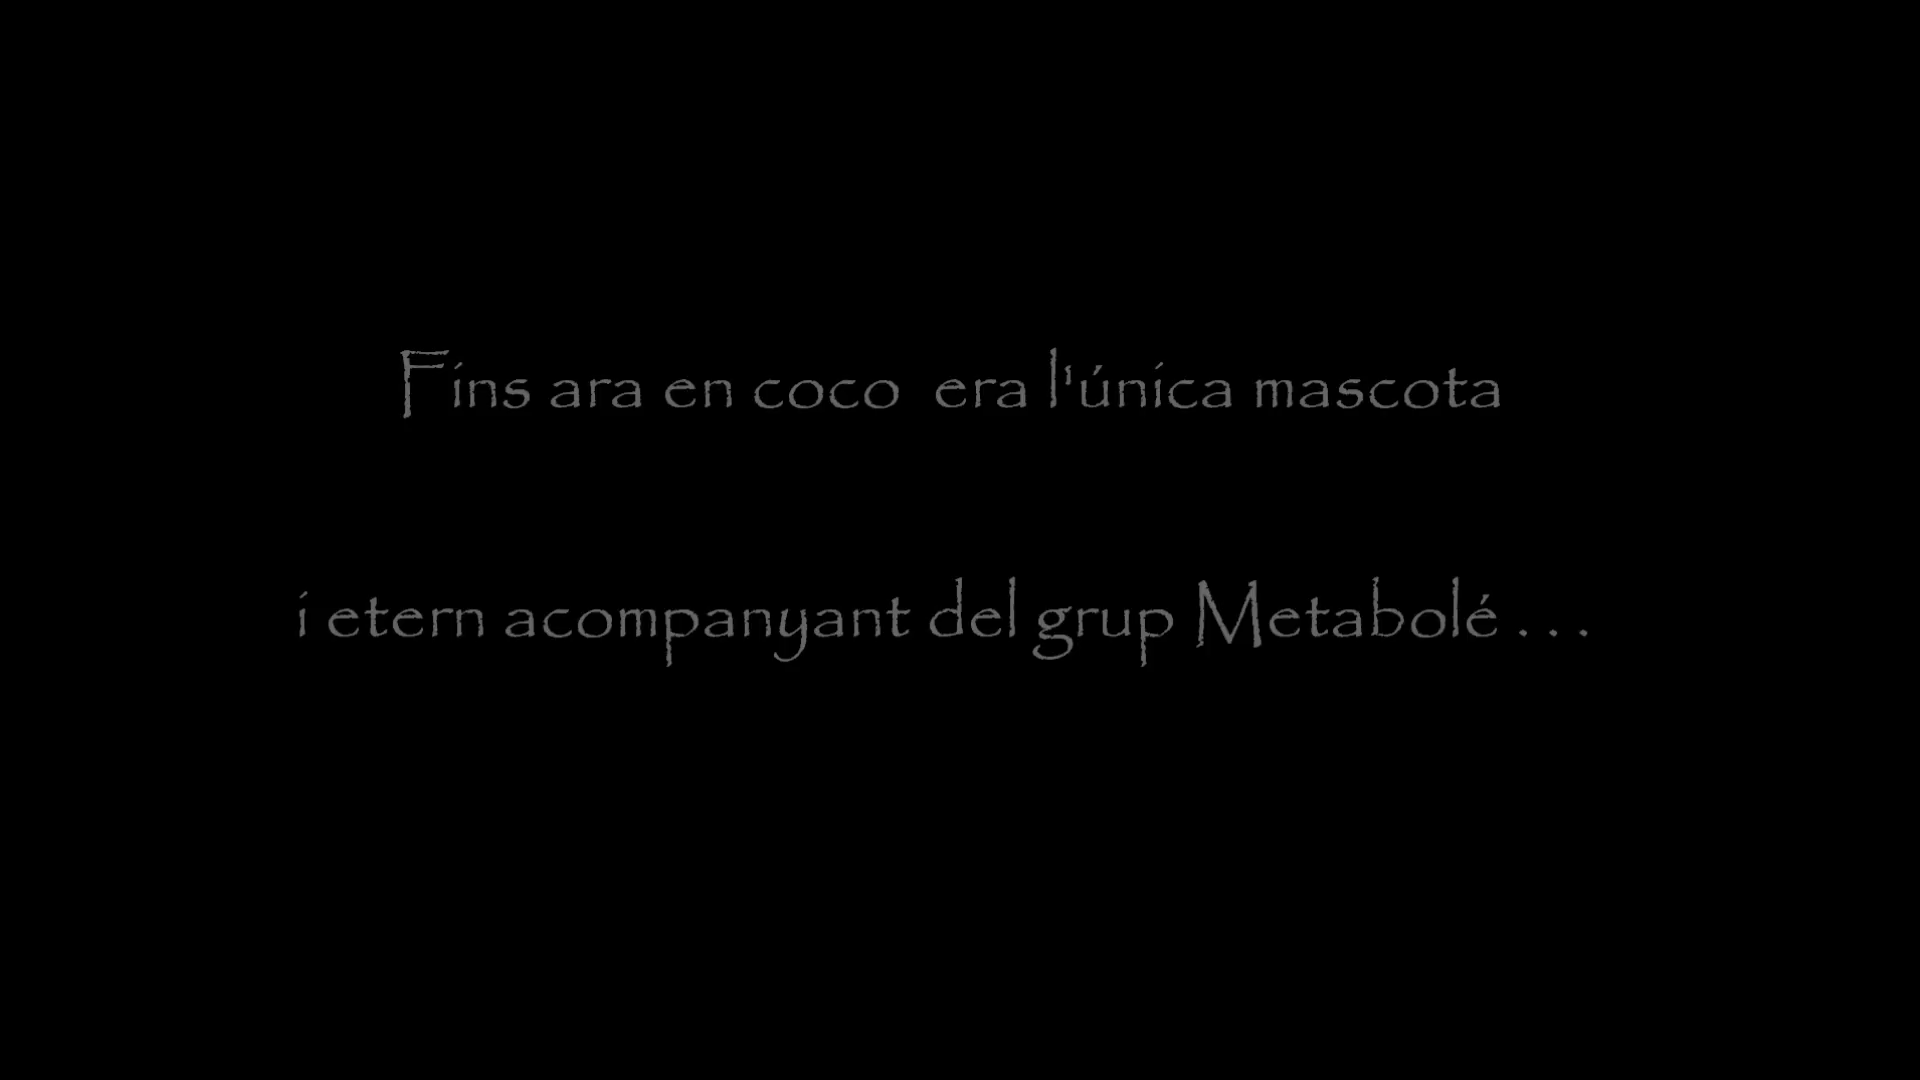 Fins ara en coco  era l'única mascota
i etern acompanyant del grup Metabolé . . .